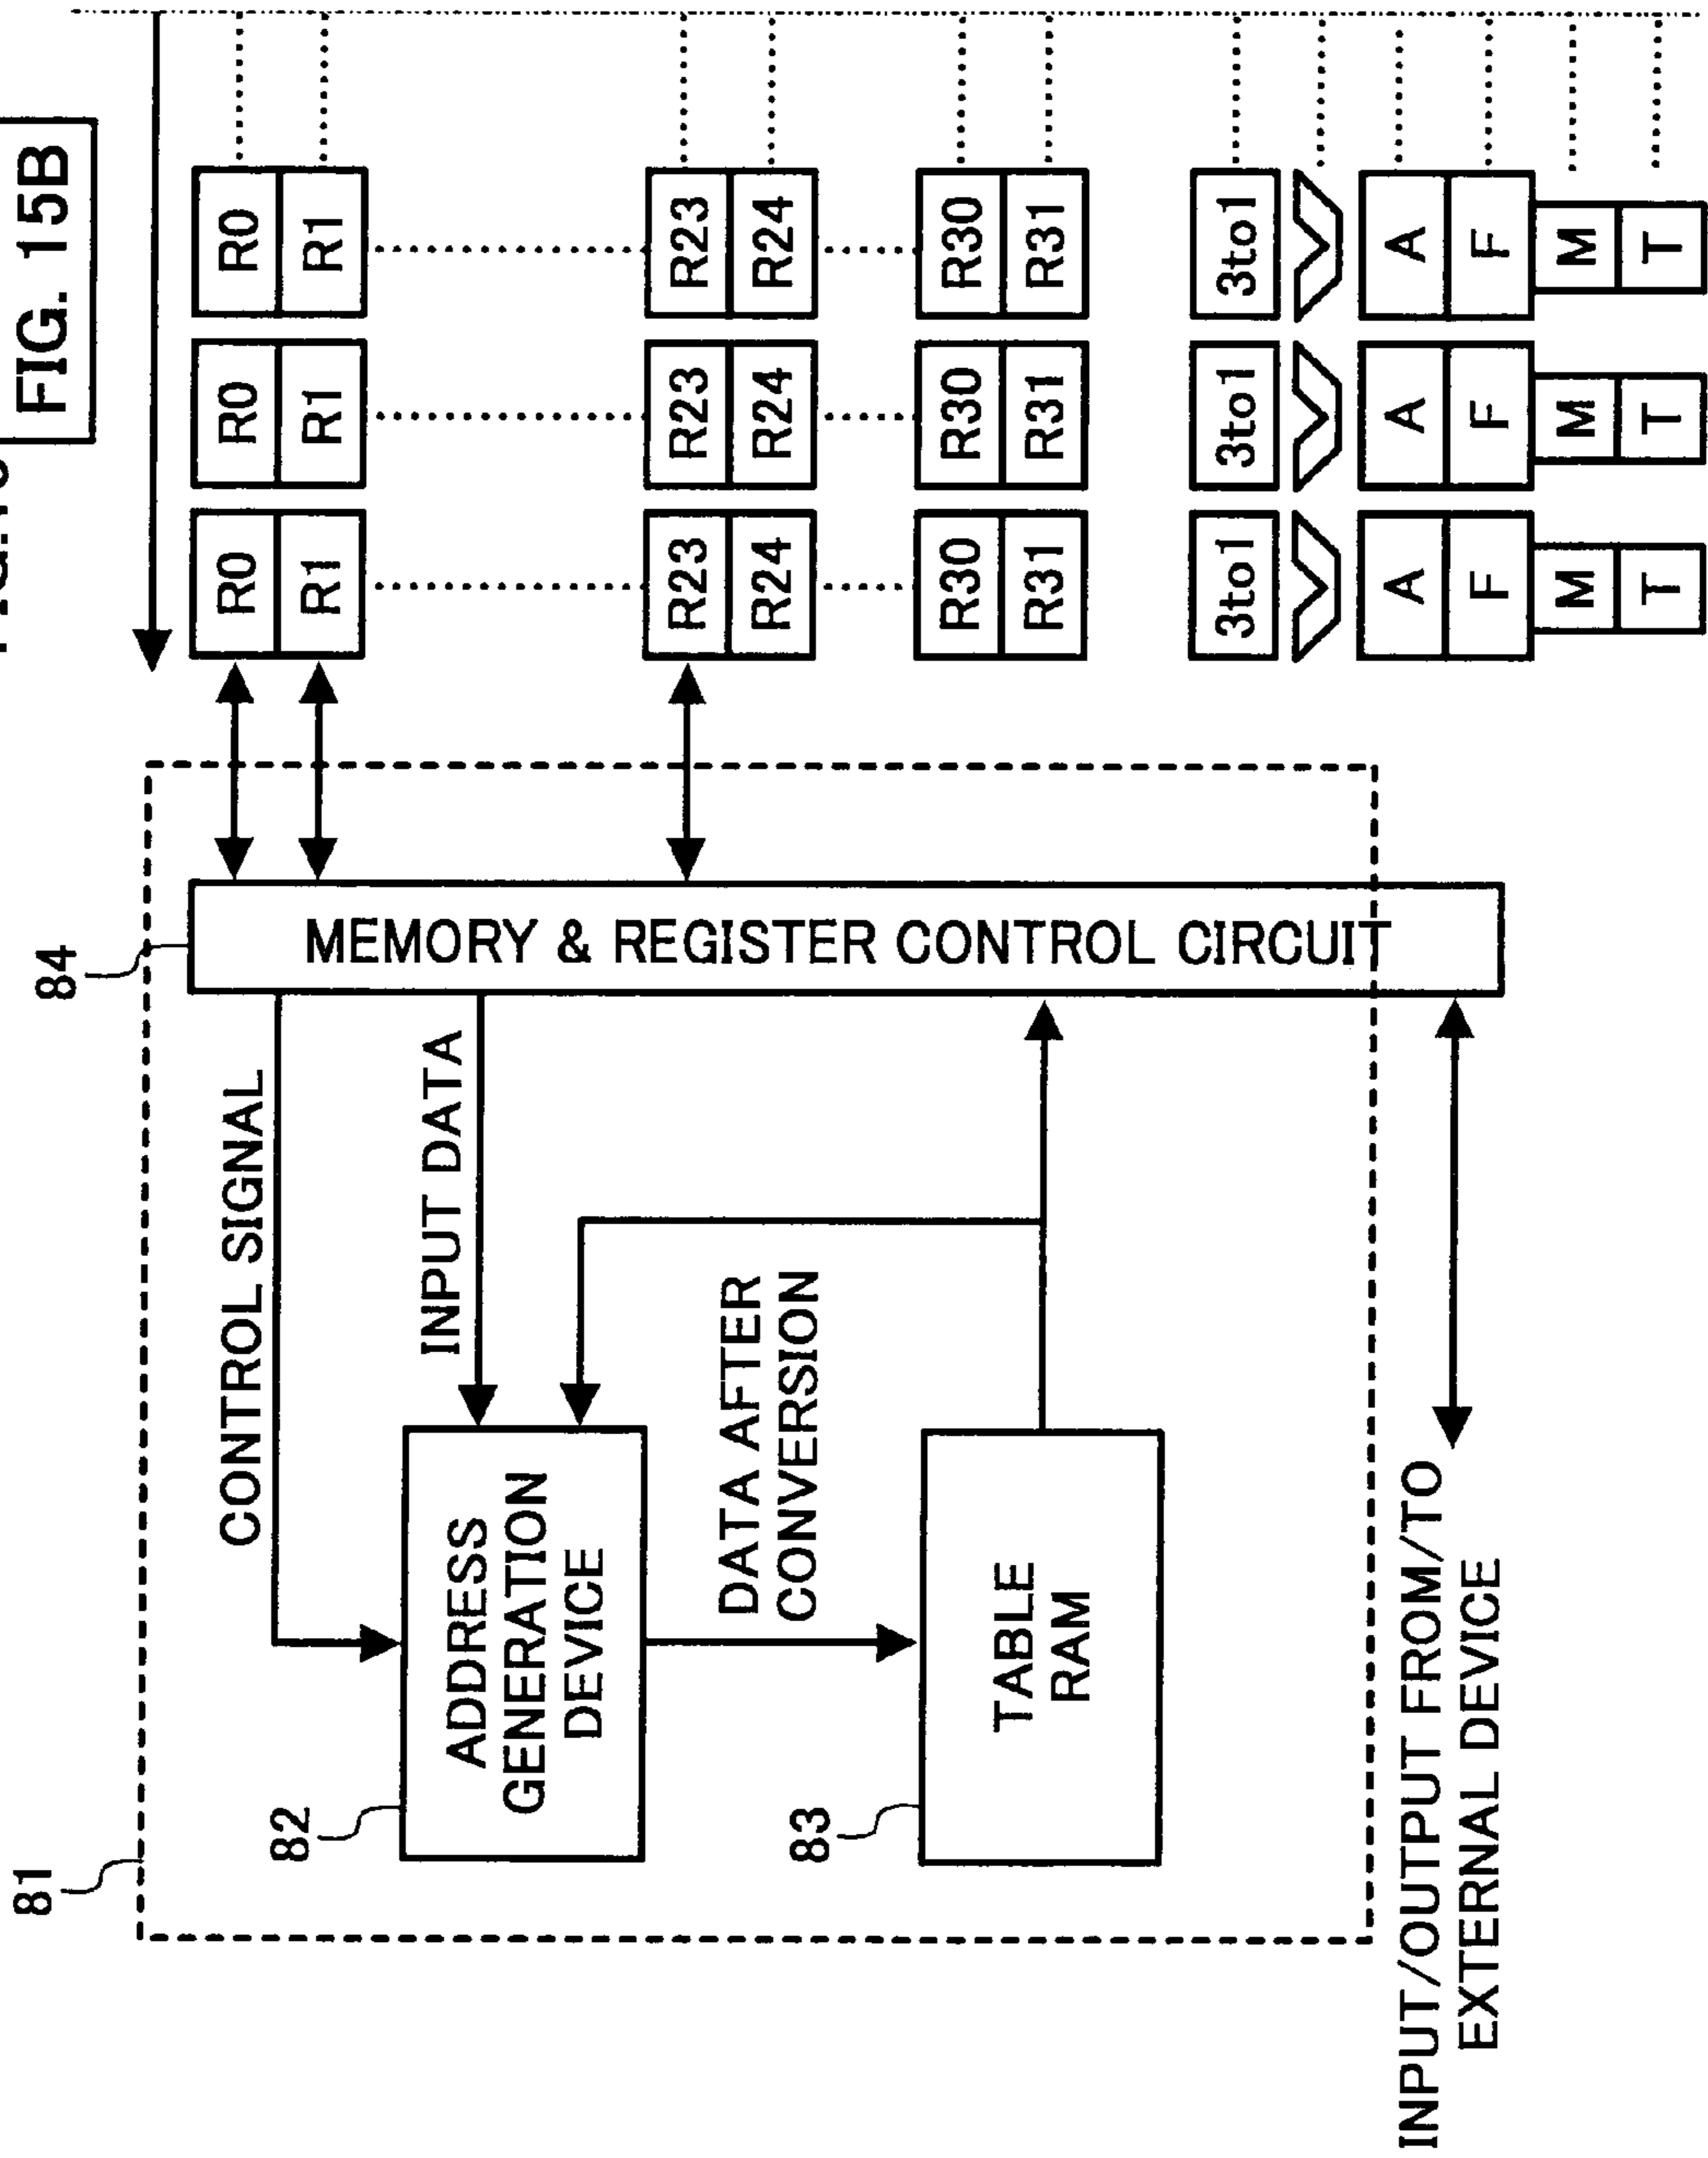 FIG. 15B
81
82
ADDRESS
GENERATION
DEVICE
83
TABLE
RAM
CONTROL SIGNAL
INPUT DATA
DATA AFTER
CONVERSION
84
MEMORY & REGISTER CONTROL CIRCUIT
INPUT/OUTPUT FROM/TO
EXTERNAL DEVICE
R0
R1
R23
R24
R30
R31
3to1
A
F
M
T
R0
R1
R23
R24
R30
R31
3to1
A
F
M
T
R0
R1
R23
R24
R30
R31
3to1
A
F
M
T